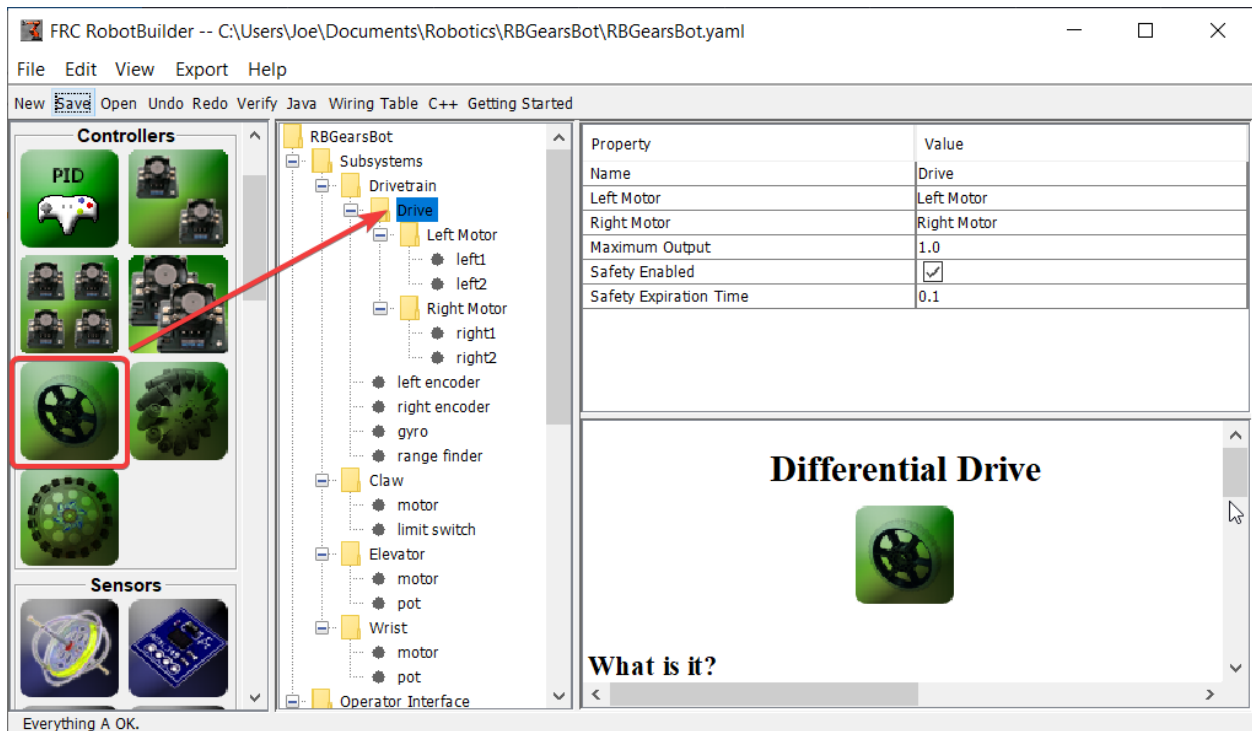 FRC RobotBuilder -- C:\Users\Joe\Documents\Robotics\RBGearsBot\RBGearsBot.yaml
File Edit View Export Help
New Save Open Undo Redo Verify Java Wiring Table C++ Getting Started
Controllers
PID
Sensors
RBGearsBot
Subsystems
Drivetrain
Drive
Left Motor
left1
left2
Right Motor
right1
right2
left encoder
right encoder
gyro
range finder
Claw
motor
limit switch
Elevator
motor
pot
Wrist
motor
pot
Operator Interface
Property Value
Name Drive
Left Motor Left Motor
Right Motor Right Motor
Maximum Output 1.0
Safety Enabled
Safety Expiration Time 0.1
Differential Drive
What is it?
Everything A OK.